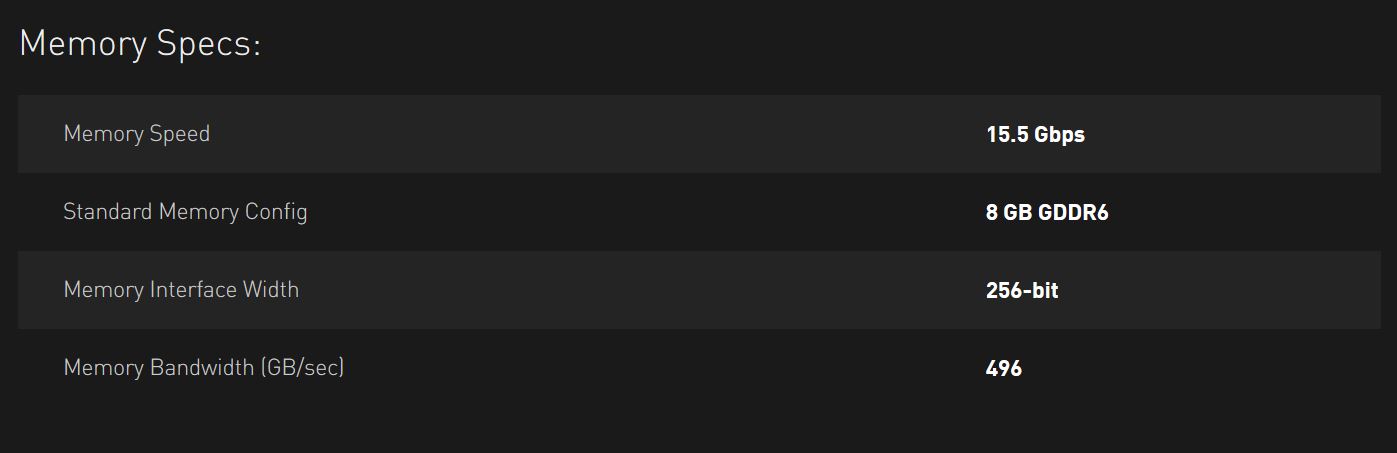 Memory Specs:
Memory Speed 15.5 Gbps
Standard Memory Config 8 GB GDDR6
Memory Interface Width 256-bit
Memory Bandwidth (GB/sec) 496